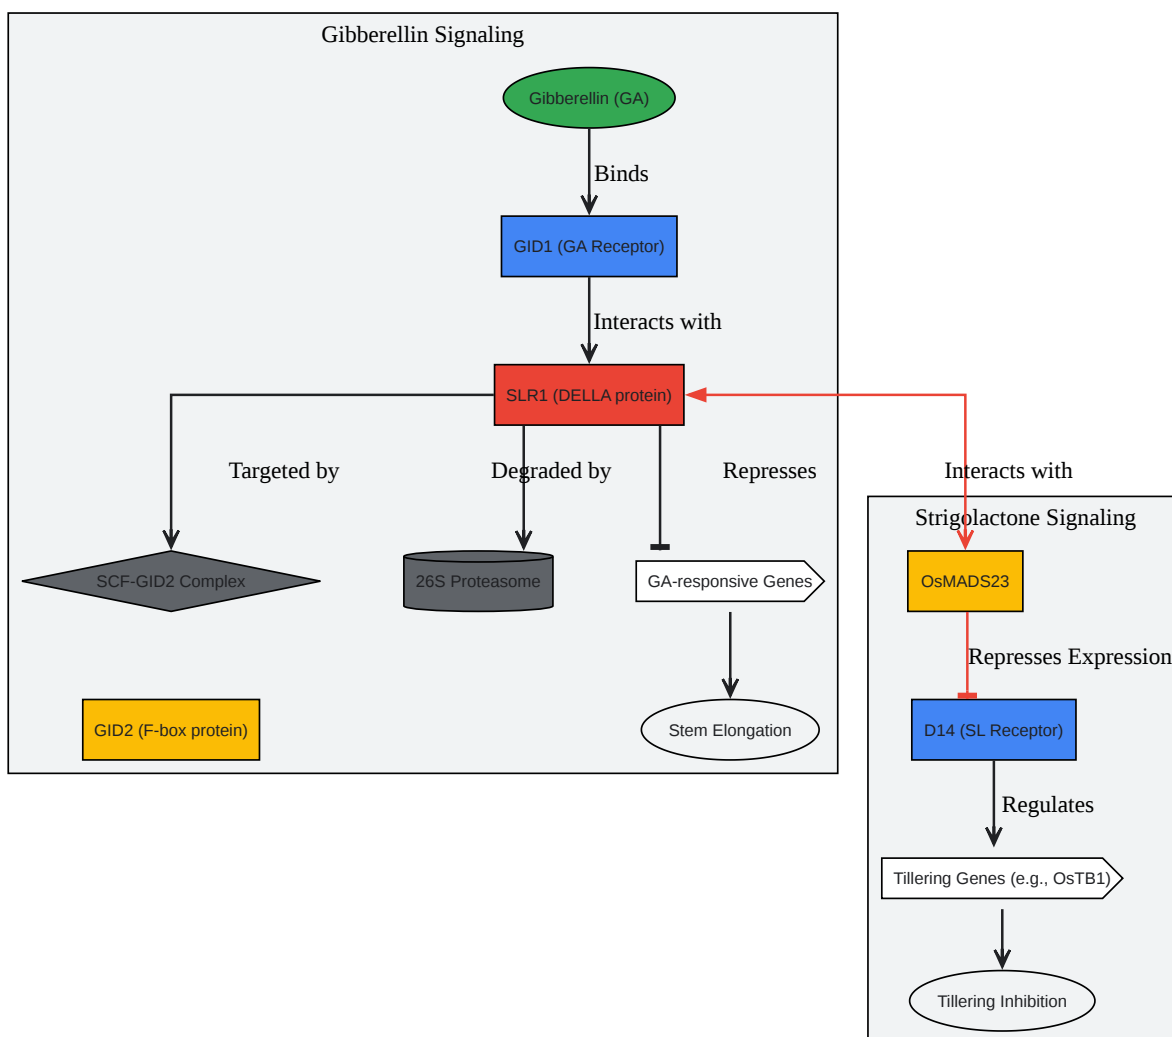 Gibberellin Signaling
Gibberellin (GA)
Binds
GID1 (GA Receptor)
Interacts with
SLR1 (DELLA protein)
Targeted by
Degraded by
Represses
Interacts with
Strigolactone Signaling
SCF-GID2 Complex
26S Proteasome
GA-responsive Genes
OsMADS23
Represses Expression
GID2 (F-box protein)
Stem Elongation
D14 (SL Receptor)
Regulates
Tillering Genes (e.g., OsTB1)
Tillering Inhibition